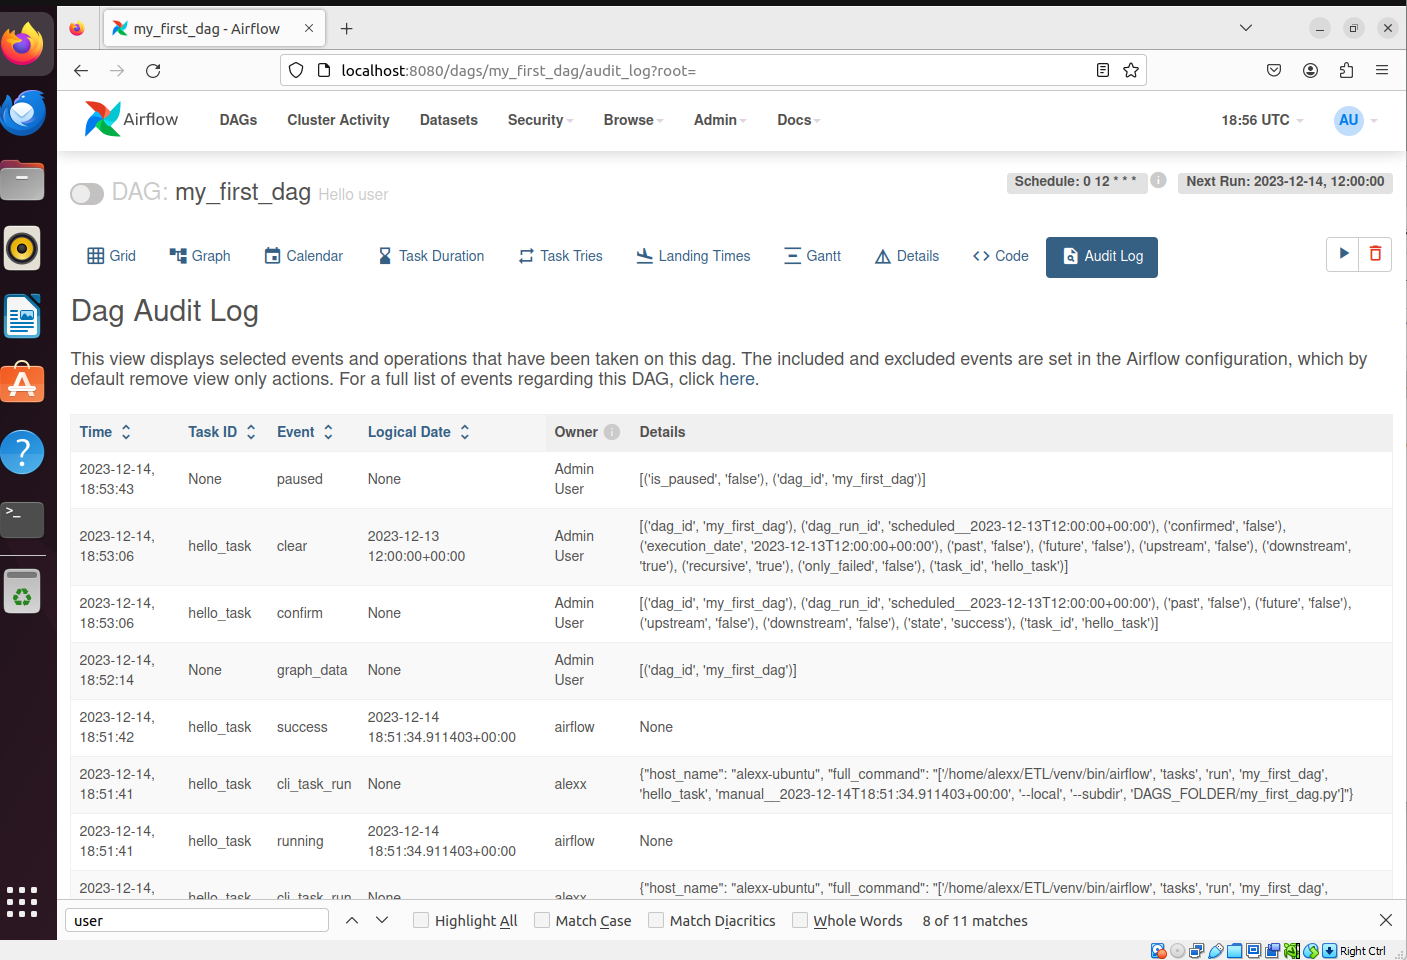 my_first_dag - Airflow
localhost:8080/dags/my_first_dag/audit_log?root=
Airflow DAGs Cluster Activity Datasets Security Browse Admin Docs 18:56 UTC AU
DAG: my_first_dag Hello user Schedule: 0 12 * * * Next Run: 2023-12-14, 12:00:00
Grid Graph Calendar Task Duration Task Tries Landing Times Gantt Details Code Audit Log
Dag Audit Log
This view displays selected events and operations that have been taken on this dag. The included and excluded events are set in the Airflow configuration, which by
default remove view only actions. For a full list of events regarding this DAG, click here.
Time Task ID Event Logical Date Owner Details
2023-12-14, 18:53:43 None paused None Admin User [('is_paused', 'false'), ('dag_id', 'my_first_dag')]
2023-12-14, 18:53:06 hello_task clear 2023-12-13 12:00:00+00:00 Admin User [('dag_id', 'my_first_dag'), ('dag_run_id', 'scheduled__2023-12-13T12:00:00+00:00'), ('confirmed', 'false'),
('execution_date', '2023-12-13T12:00:00+00:00'), ('past', 'false'), ('future', 'false'), ('upstream', 'false'), ('downstream',
'true'), ('recursive', 'true'), ('only_failed', 'false'), ('task_id', 'hello_task')]
2023-12-14, 18:53:06 hello_task confirm None Admin User [('dag_id', 'my_first_dag'), ('dag_run_id', 'scheduled__2023-12-13T12:00:00+00:00'), ('past', 'false'), ('future', 'false'),
('upstream', 'false'), ('downstream', 'false'), ('state', 'success'), ('task_id', 'hello_task')]
2023-12-14, 18:52:14 None graph_data None Admin User [('dag_id', 'my_first_dag')]
2023-12-14, 18:51:42 hello_task success 2023-12-14 18:51:34.911403+00:00 airflow None
2023-12-14, 18:51:41 hello_task cli_task_run None alexx {"host_name": "alexx-ubuntu", "full_command": "['/home/alexx/ETL/venv/bin/airflow', 'tasks', 'run', 'my_first_dag',
'hello_task', 'manual__2023-12-14T18:51:34.911403+00:00', '--local', '--subdir', 'DAGS_FOLDER/my_first_dag.py']"}
2023-12-14, 18:51:41 hello_task running 2023-12-14 18:51:34.911403+00:00 airflow None
2023-12-14, hello_task cli_task_run None alexx {"host_name": "alexx-ubuntu", "full_command": "['/home/alexx/ETL/venv/bin/airflow', 'tasks', 'run', 'my_first_dag',
user Highlight All Match Case Match Diacritics Whole Words 8 of 11 matches
Right Ctrl